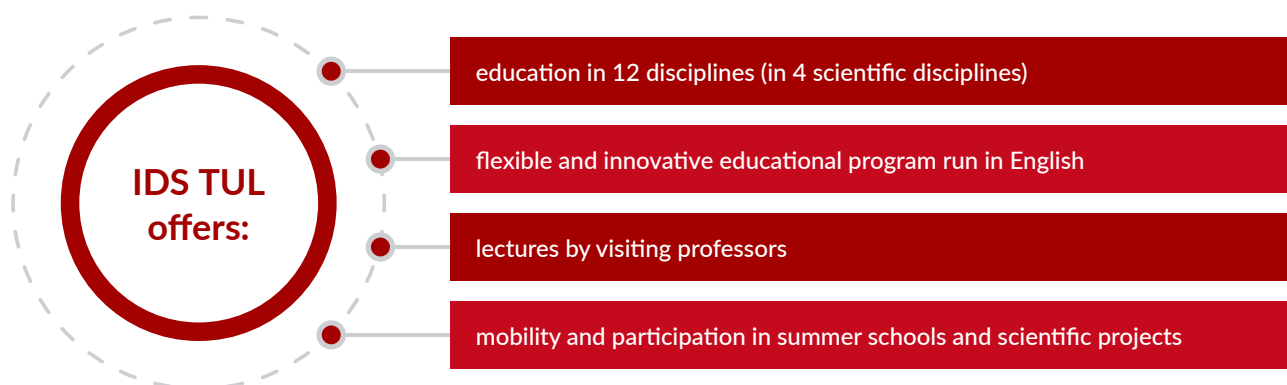 IDS TUL
offers:
education in 12 disciplines (in 4 scientific disciplines)
flexible and innovative educational program run in English
lectures by visiting professors
mobility and participation in summer schools and scientific projects